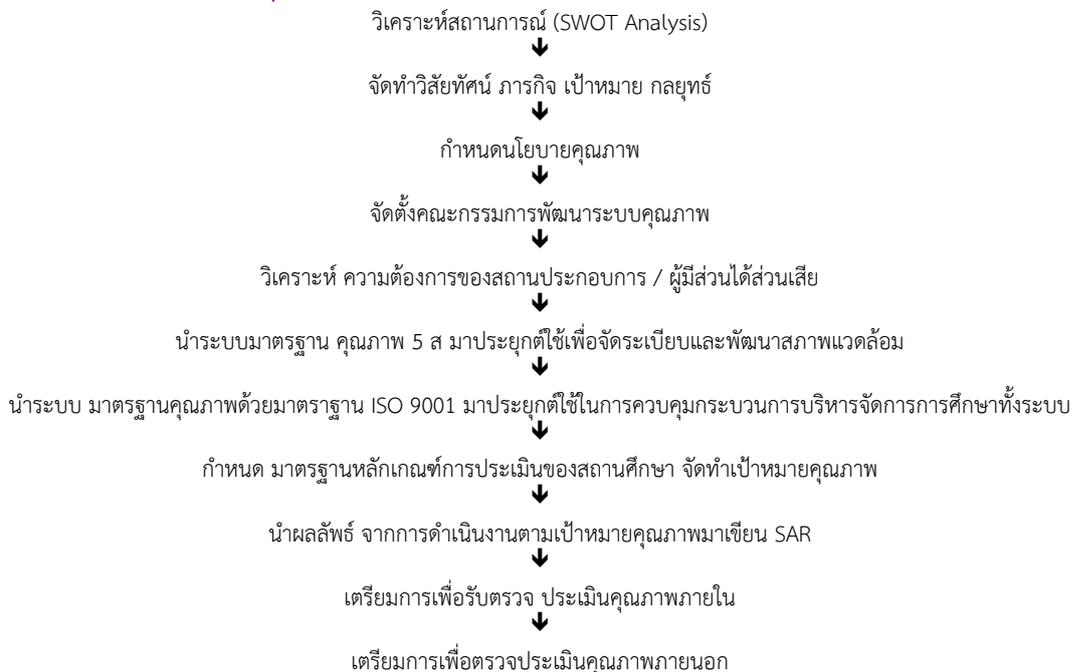 วิเคราะห์สถานการณ์ (SWOT Analysis)
จัดทำวิสัยทัศน์ ภารกิจ เป้าหมาย กลยุทธ์
กำหนดนโยบายคุณภาพ
จัดตั้งคณะกรรมการพัฒนาระบบคุณภาพ
วิเคราะห์ ความต้องการของสถานประกอบการ / ผู้มีส่วนได้ส่วนเสีย
นำระบบมาตรฐาน คุณภาพ 5 ส มาประยุกต์ใช้เพื่อจัดระเบียบและพัฒนาสภาพแวดล้อม
นำระบบ มาตรฐานคุณภาพด้วยมาตราฐาน ISO 9001 มาประยุกต์ใช้ในการควบคุมกระบวนการบริหารจัดการการศึกษาทั้งระบบ
กำหนด มาตรฐานหลักเกณฑ์การประเมินของสถานศึกษา จัดทำเป้าหมายคุณภาพ
นำผลลัพธ์ จากการดำเนินงานตามเป้าหมายคุณภาพมาเขียน SAR
เตรียมการเพื่อรับตรวจ ประเมินคุณภาพภายใน
เตรียมการเพื่อตรวจประเมินคุณภาพภายนอก